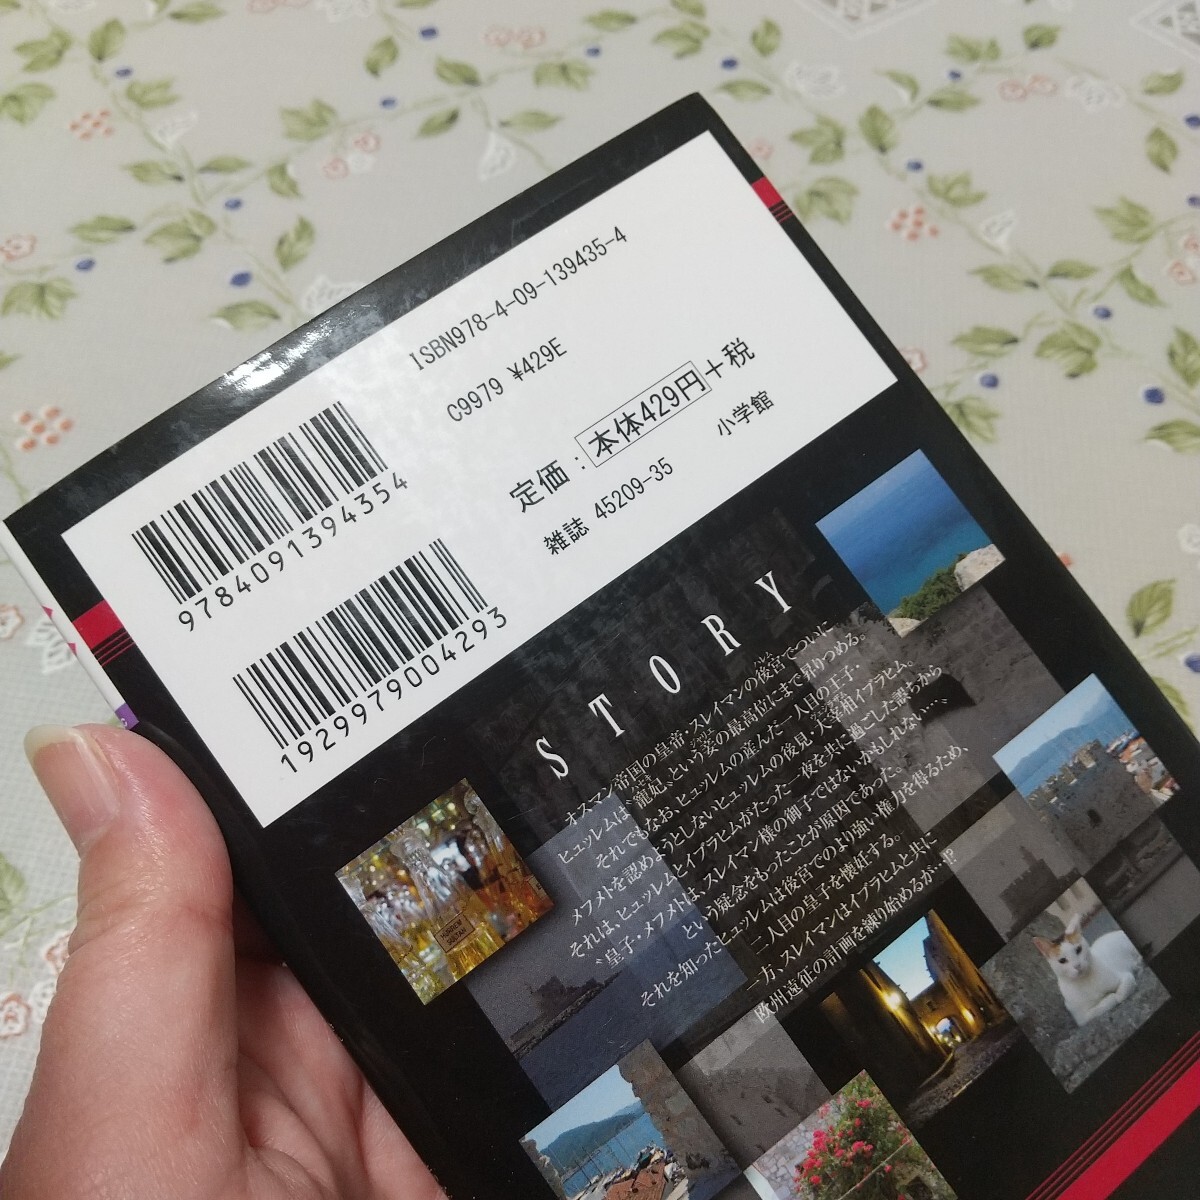 ISBN978-4-09-139435-4
C9979 ¥429E
定価：本体429円＋税
雑誌 45209-35
小学館
9784091394354
1929979004293
STORY
オスマン帝国の皇帝・スレイマンの後宮でついに
ヒュッレムは〝寵妃〟という妾の最高位にまで昇りつめる。
それでもなお、ヒュッレムの産んだ一人目の王子・
メフメトを認めようとしないヒュッレムの後見・大宰相イブラヒム。
それは、ヒュッレムとイブラヒムがたった一夜を共に過ごした誤ちから
〝皇子・メフメトは、スレイマン様の御子ではないかもしれない…〟
という疑念をもったことが原因であった。
それを知ったヒュッレムは後宮でのより強い権力を得るため、
二人目の皇子を懐妊する。
一方、スレイマンはイブラヒムと共に
欧州遠征の計画を練り始めるが…!?
HURREM
SULTAN